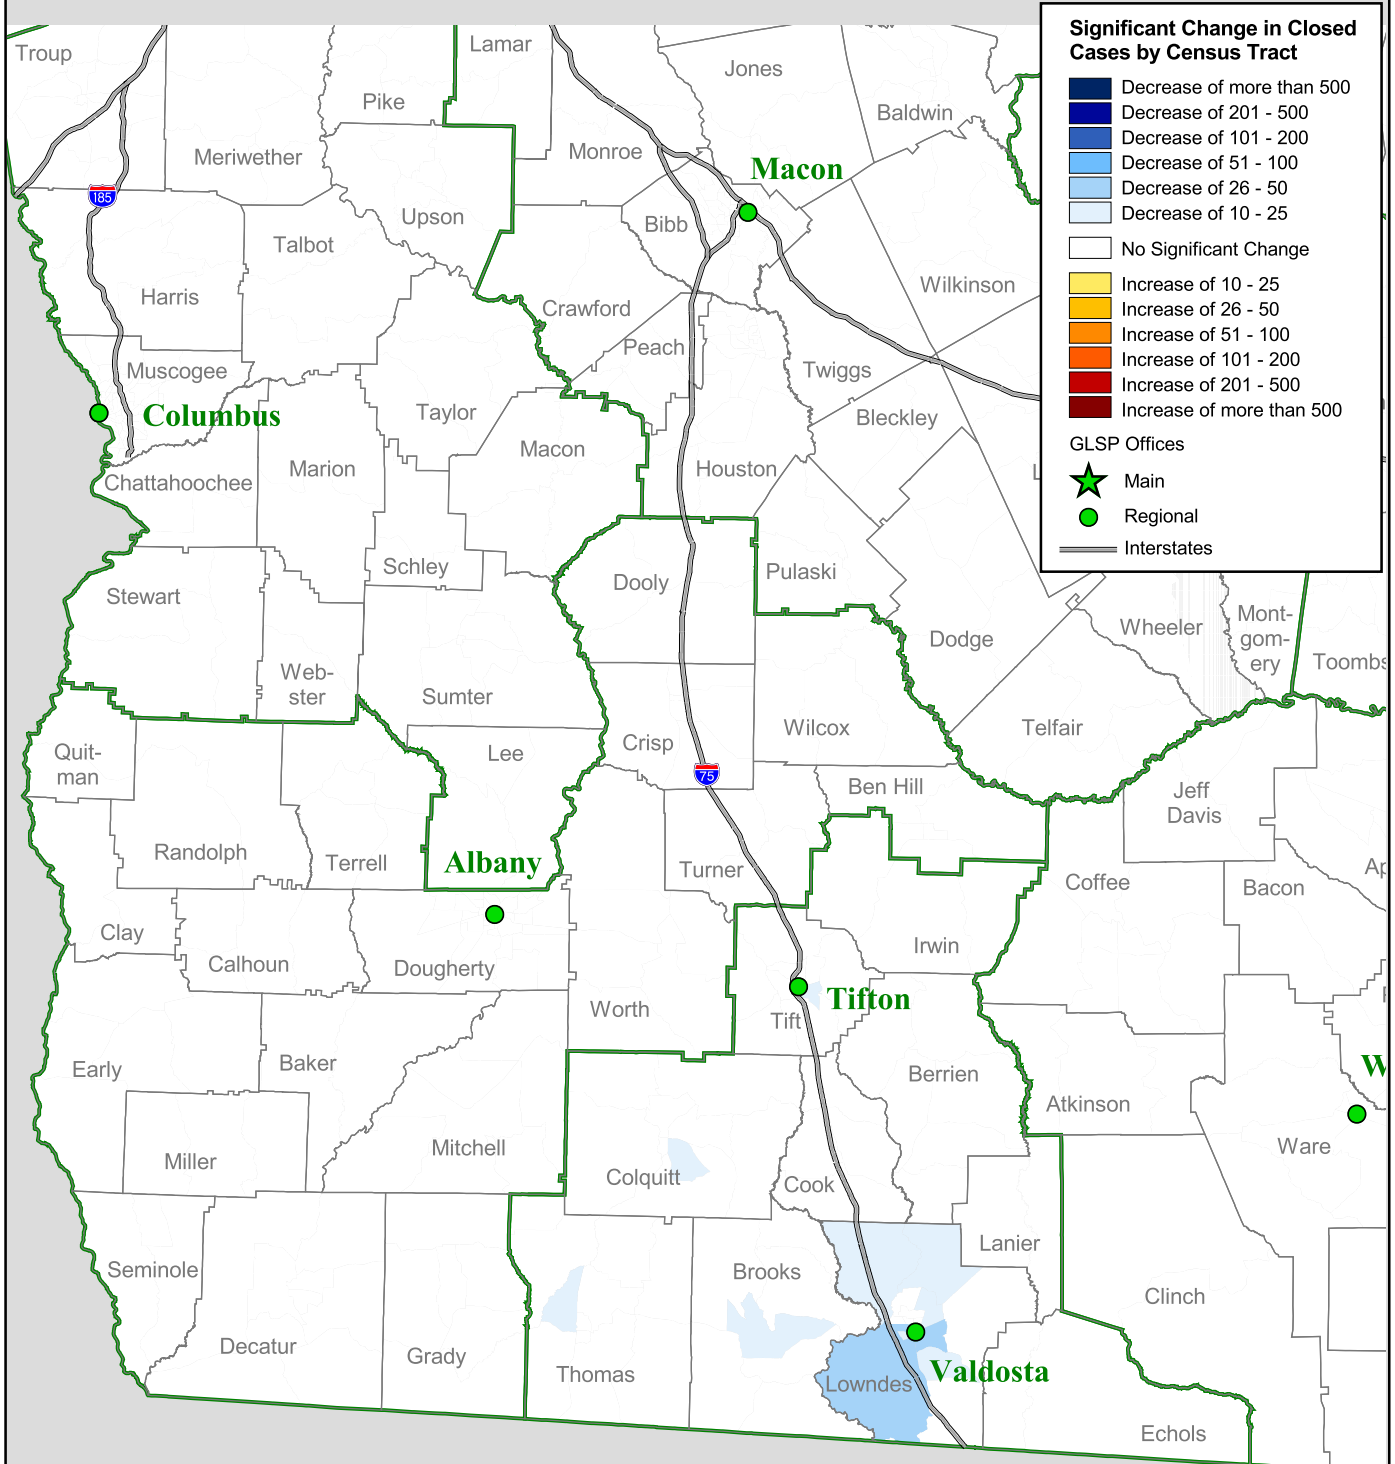 Significant Change in Closed
Cases by Census Tract
Decrease of more than 500
Decrease of 201 - 500
Decrease of 101 - 200
Decrease of 51 - 100
Decrease of 26 - 50
Decrease of 10 - 25
No Significant Change
Increase of 10 - 25
Increase of 26 - 50
Increase of 51 - 100
Increase of 101 - 200
Increase of 201 - 500
Increase of more than 500
GLSP Offices
Main
Regional
Interstates
Troup
Lamar
Jones
Pike
Baldwin
Meriwether
Monroe
Macon
185
Upson
Bibb
Talbot
Harris
Crawford
Wilkinson
Peach
Muscogee
Twiggs
Columbus
Taylor
Bleckley
Macon
Marion
Houston
Chattahoochee
L
Schley
Dooly
Pulaski
Stewart
Wheeler
Mont-
gom-
ery
Dodge
Toombs
Web-
ster
Sumter
Wilcox
Telfair
Crisp
Quit-
man
Lee
75
Ben Hill
Jeff
Davis
Randolph
Terrell
Albany
Turner
Coffee
Bacon
Ap
Clay
Calhoun
Dougherty
Irwin
Worth
Tifton
Tift
Early
Baker
Berrien
W
Atkinson
Mitchell
Ware
Miller
Colquitt
Cook
Seminole
Brooks
Lanier
Clinch
Decatur
Grady
Thomas
Valdosta
Lowndes
Echols